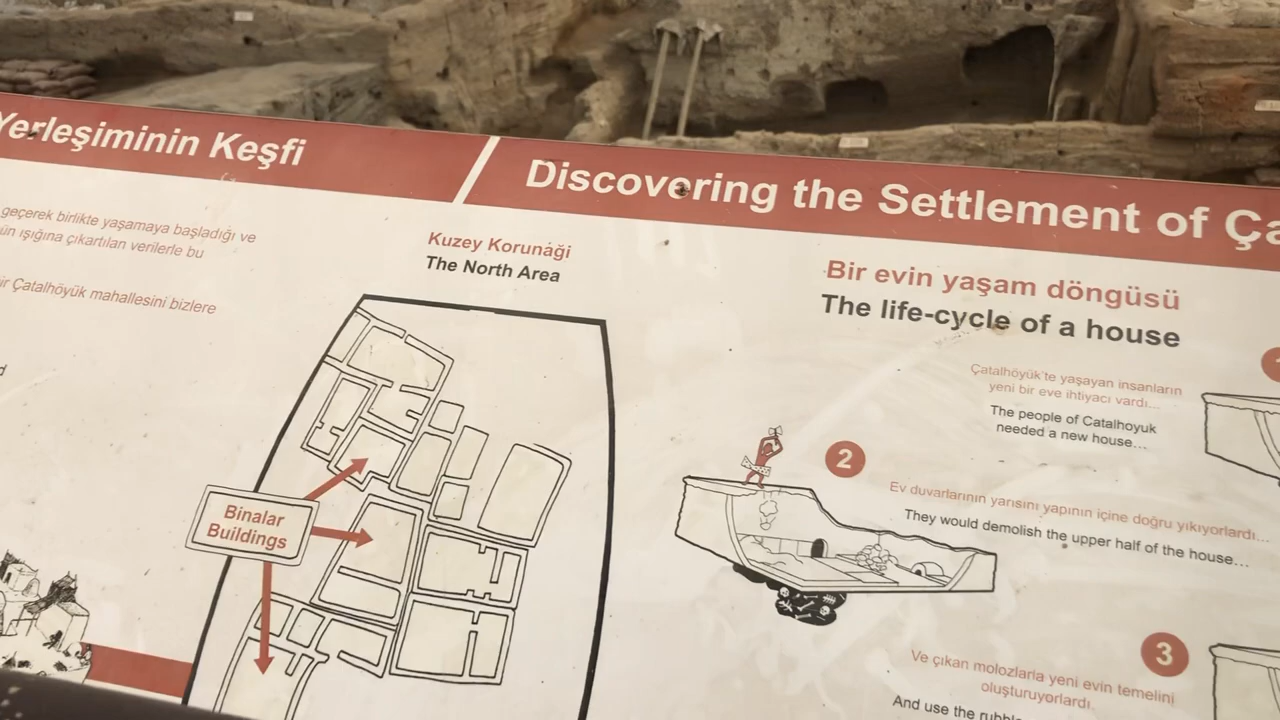 Yerleşiminin Keşfi
Discovering the Settlement of Ça
geçerek birlikte yaşamaya başladığı ve
ün ışığına çıkartılan verilerle bu
ir Çatalhöyük mahallesini bizlere
Kuzey Korunağı
The North Area
Binalar
Buildings
Bir evin yaşam döngüsü
The life-cycle of a house
Çatalhöyük'te yaşayan insanların
yeni bir eve ihtiyacı vardı...
The people of Catalhoyuk
needed a new house...
2
Ev duvarlarının yarısını yapının içine doğru yıkıyorlardı...
They would demolish the upper half of the house...
3
Ve çıkan molozlarla yeni evin temelini
oluşturuyorlardı
And use the rubble